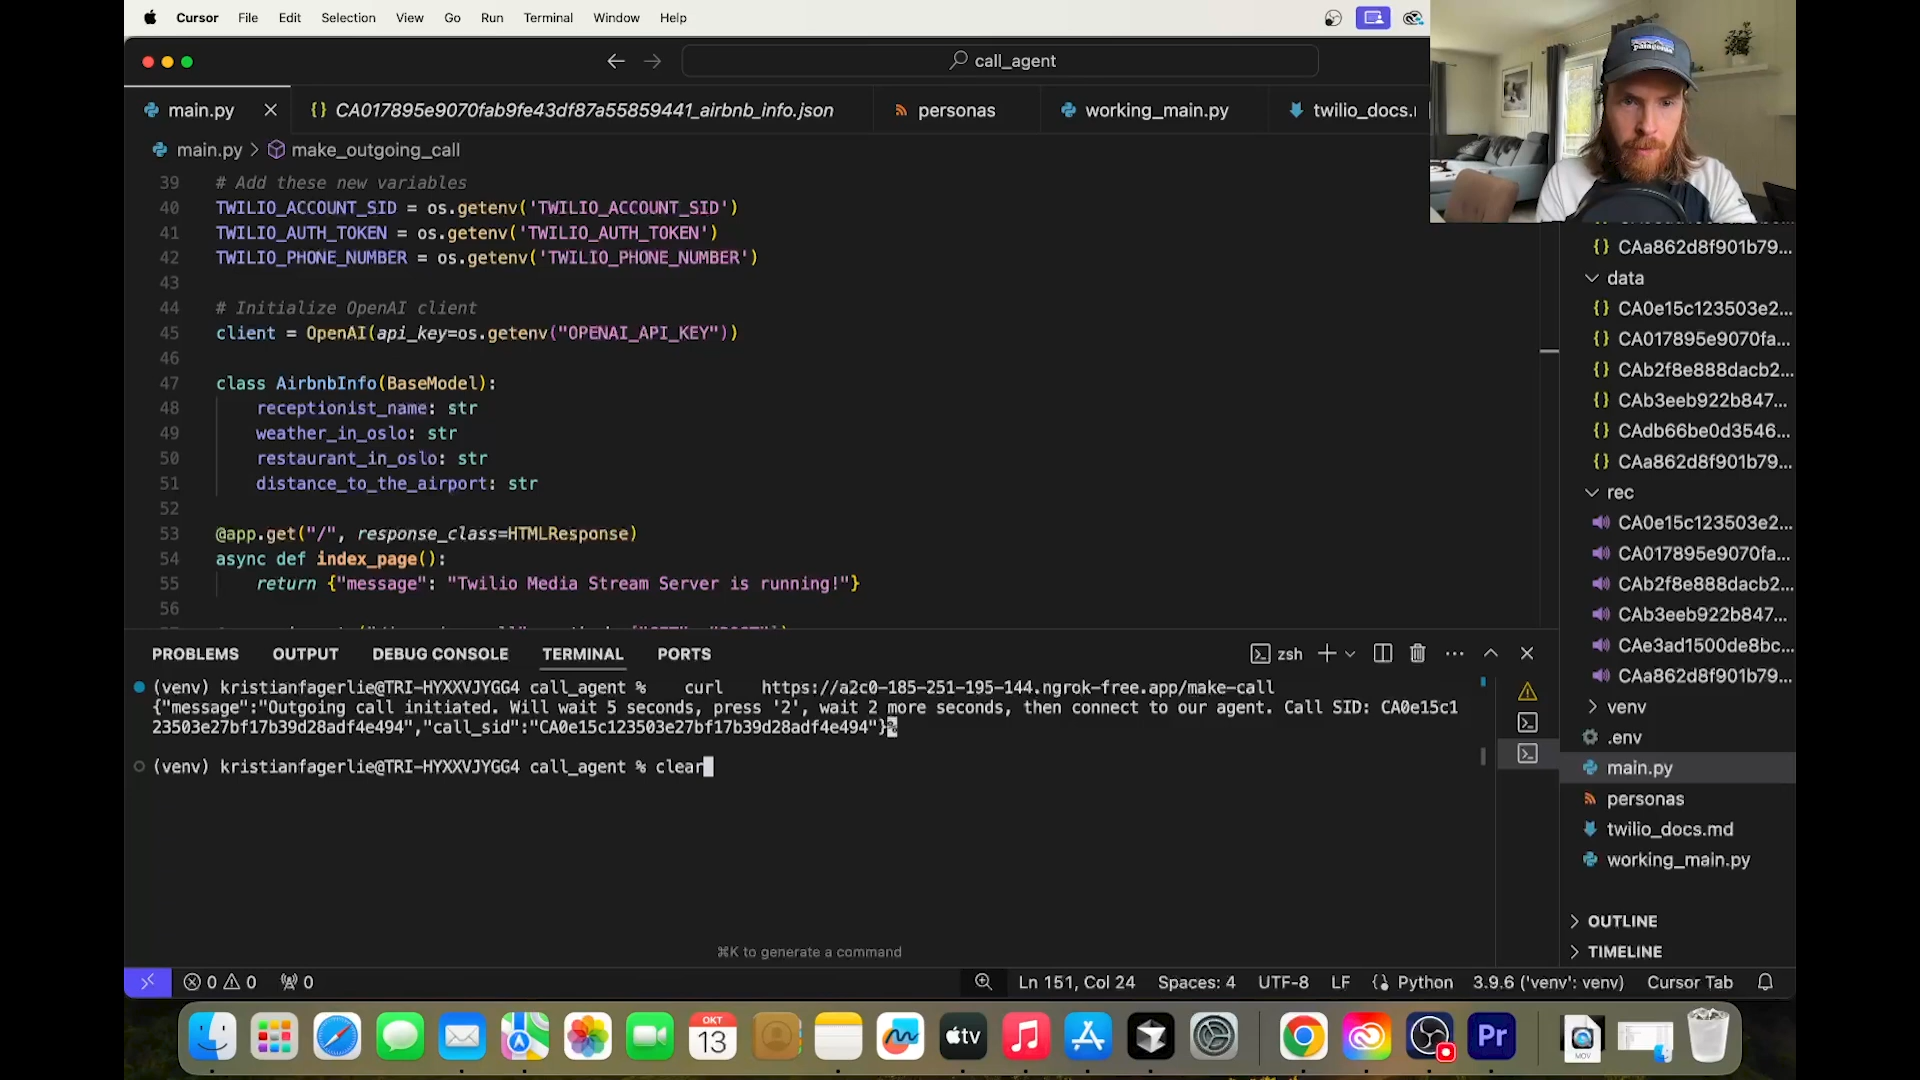 Cursor File Edit Selection View Go Run Terminal Window Help
call_agent
patagonia
main.py
CA017895e9070fab9fe43df87a55859441_airbnb_info.json
personas
working_main.py
twilio_docs.
main.py > make_outgoing_call
39 # Add these new variables
40 TWILIO_ACCOUNT_SID = os.getenv('TWILIO_ACCOUNT_SID')
41 TWILIO_AUTH_TOKEN = os.getenv('TWILIO_AUTH_TOKEN')
42 TWILIO_PHONE_NUMBER = os.getenv('TWILIO_PHONE_NUMBER')
43
44 # Initialize OpenAI client
45 client = OpenAI(api_key=os.getenv("OPENAI_API_KEY"))
46
47 class AirbnbInfo(BaseModel):
48 receptionist_name: str
49 weather_in_oslo: str
50 restaurant_in_oslo: str
51 distance_to_the_airport: str
52
53 @app.get("/", response_class=HTMLResponse)
54 async def index_page():
55 return {"message": "Twilio Media Stream Server is running!"}
56
PROBLEMS OUTPUT DEBUG CONSOLE TERMINAL PORTS
zsh
(venv) kristianfagerlie@TRI-HYXXVJYGG4 call_agent % curl https://a2c0-185-251-195-144.ngrok-free.app/make-call
{"message":"Outgoing call initiated. Will wait 5 seconds, press '2', wait 2 more seconds, then connect to our agent. Call SID: CA0e15c1
23503e27bf17b39d28adf4e494","call_sid":"CA0e15c123503e27bf17b39d28adf4e494"}%
(venv) kristianfagerlie@TRI-HYXXVJYGG4 call_agent % clear
⌘K to generate a command
{} CAa862d8f901b79...
data
{} CA0e15c123503e2...
{} CA017895e9070fa...
{} CAb2f8e888dacb2...
{} CAb3eeb922b847...
{} CAdb66be0d3546...
{} CAa862d8f901b79...
rec
CA0e15c123503e2...
CA017895e9070fa...
CAb2f8e888dacb2...
CAb3eeb922b847...
CAe3ad1500de8bc...
CAa862d8f901b79...
venv
.env
main.py
personas
twilio_docs.md
working_main.py
OUTLINE
TIMELINE
0 0 0
Ln 151, Col 24 Spaces: 4 UTF-8 LF Python 3.9.6 ('venv': venv) Cursor Tab
OKT
13
tv
Pr
MOV